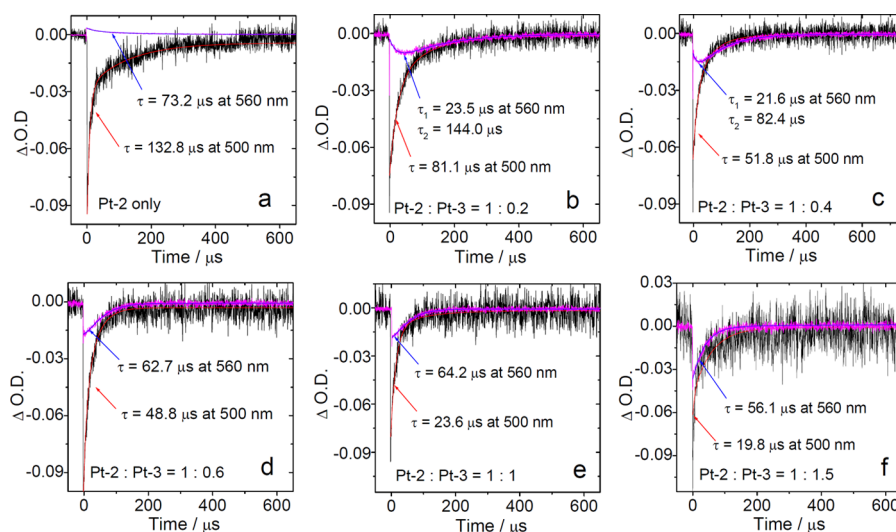 0.00
-0.03
-0.06
-0.09
Δ.O.D
τ = 73.2 μs at 560 nm
τ = 132.8 μs at 500 nm
Pt-2 only
a
0 200 400 600
Time / μs
0.00
-0.03
-0.06
-0.09
Δ.O.D
τ1 = 23.5 μs at 560 nm
τ2 = 144.0 μs
τ = 81.1 μs at 500 nm
Pt-2 : Pt-3 = 1 : 0.2
b
0 200 400 600
Time / μs
0.00
-0.03
-0.06
-0.09
Δ O.D.
τ1 = 21.6 μs at 560 nm
τ2 = 82.4 μs
τ = 51.8 μs at 500 nm
Pt-2 : Pt-3 = 1 : 0.4
c
0 200 400 600
Time / μs
0.00
-0.03
-0.06
-0.09
Δ O.D.
τ = 62.7 μs at 560 nm
τ = 48.8 μs at 500 nm
Pt-2 : Pt-3 = 1 : 0.6
d
0 200 400 600
Time / μs
0.00
-0.03
-0.06
-0.09
Δ O.D.
τ = 64.2 μs at 560 nm
τ = 23.6 μs at 500 nm
Pt-2 : Pt-3 = 1 : 1
e
0 200 400 600
Time / μs
0.03
0.00
-0.03
-0.06
-0.09
Δ O.D.
τ = 56.1 μs at 560 nm
τ = 19.8 μs at 500 nm
Pt-2 : Pt-3 = 1 : 1.5
f
0 200 400 600
Time / μs